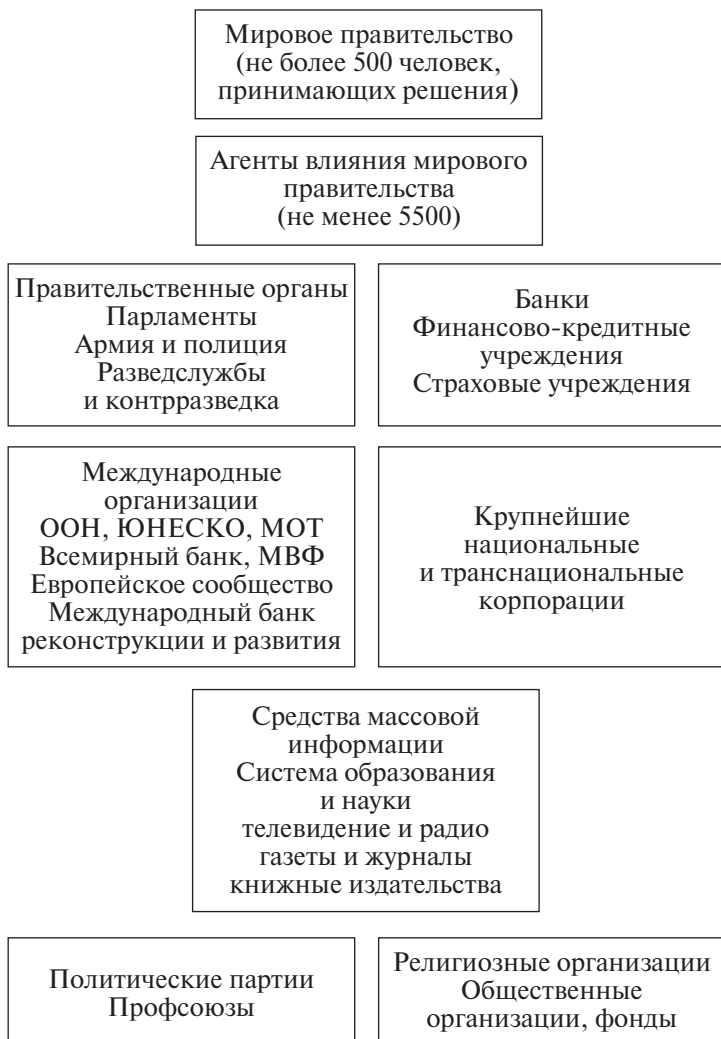 Мировое правительство
(не более 500 человек,
принимающих решения)
Агенты влияния мирового
правительства
(не менее 5500)
Правительственные органы
Парламенты
Армия и полиция
Разведслужбы
и контрразведка
Банки
Финансово-кредитные
учреждения
Страховые учреждения
Международные
организации
ООН, ЮНЕСКО, МОТ
Всемирный банк, МВФ
Европейское сообщество
Международный банк
реконструкции и развития
Крупнейшие
национальные
и транснациональные
корпорации
Средства массовой
информации
Система образования
и науки
телевидение и радио
газеты и журналы
книжные издательства
Политические партии
Профсоюзы
Религиозные организации
Общественные
организации, фонды